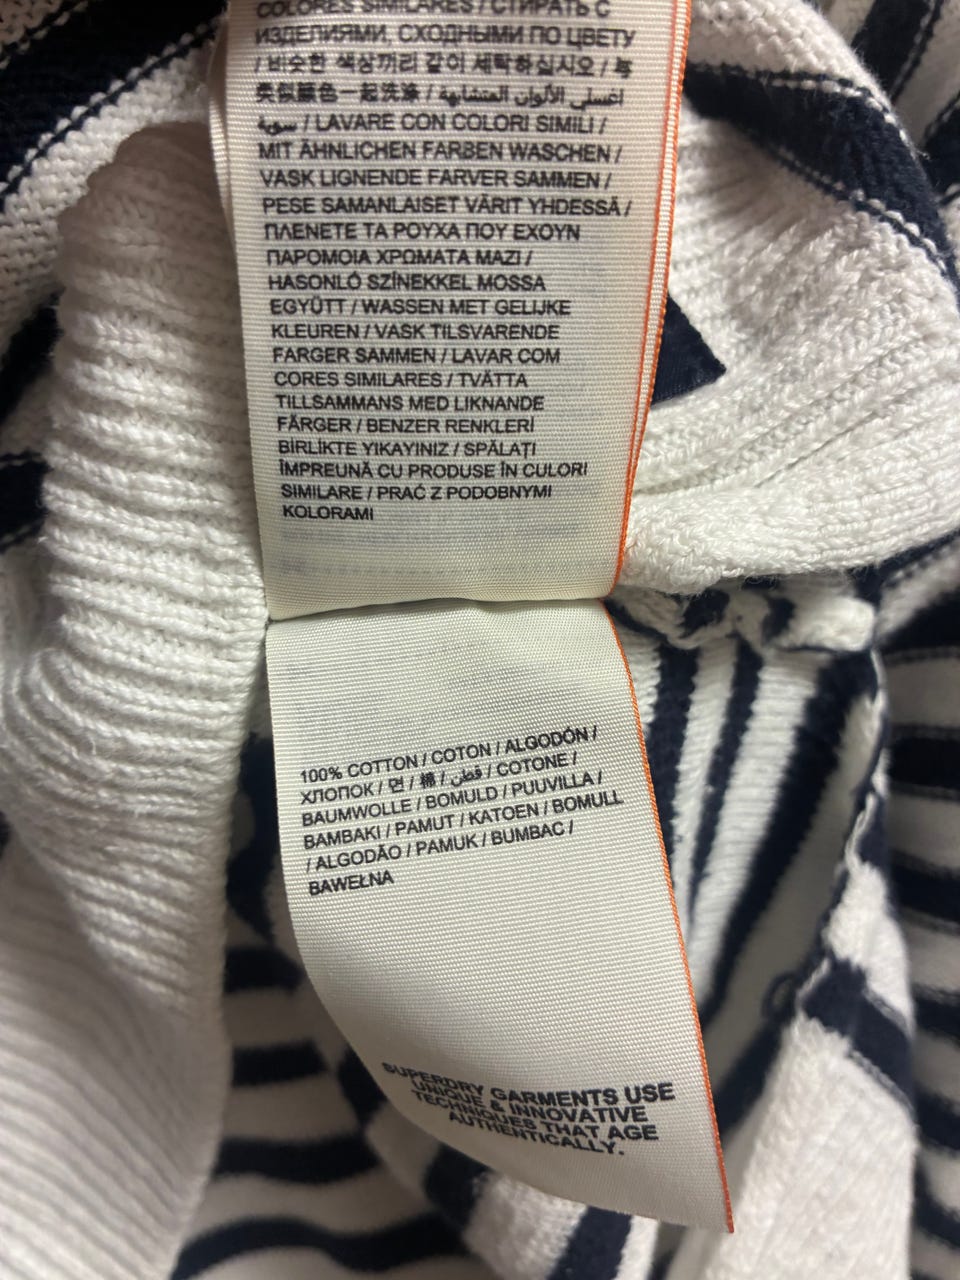 COLORES SIMILARES / СТИРАТЬ С
ИЗДЕЛИЯМИ, СХОДНЫМИ ПО ЦВЕТУ
/ 비슷한 색상끼리 같이 세탁하십시오 / 与
类似颜色一起洗涤 / اغسلي الألوان المتشابهة
سوية / LAVARE CON COLORI SIMILI /
MIT ÄHNLICHEN FARBEN WASCHEN /
VASK LIGNENDE FARVER SAMMEN /
PESE SAMANLAISET VÄRIT YHDESSÄ /
ΠΛΕΝΕΤΕ ΤΑ ΡΟΥΧΑ ΠΟΥ ΕΧΟΥΝ
ΠΑΡΟΜΟΙΑ ΧΡΩΜΑΤΑ ΜΑΖΙ /
HASONLÓ SZÍNEKKEL MOSSA
EGYÜTT / WASSEN MET GELIJKE
KLEUREN / VASK TILSVARENDE
FARGER SAMMEN / LAVAR COM
CORES SIMILARES / TVÄTTA
TILLSAMMANS MED LIKNANDE
FÄRGER / BENZER RENKLERİ
BİRLİKTE YIKAYINIZ / SPĂLAȚI
ÎMPREUNĂ CU PRODUSE ÎN CULORI
SIMILARE / PRAĆ Z PODOBNYMI
KOLORAMI
100% COTTON / COTON / ALGODÓN /
ХЛОПОК / 면 / 棉 / قطن / COTONE /
BAUMWOLLE / BOMULD / PUUVILLA /
BAMBAKI / PAMUT / KATOEN / BOMULL
/ ALGODÃO / PAMUK / BUMBAC /
BAWEŁNA
SUPERDRY GARMENTS USE
UNIQUE & INNOVATIVE
TECHNIQUES THAT AGE
AUTHENTICALLY.